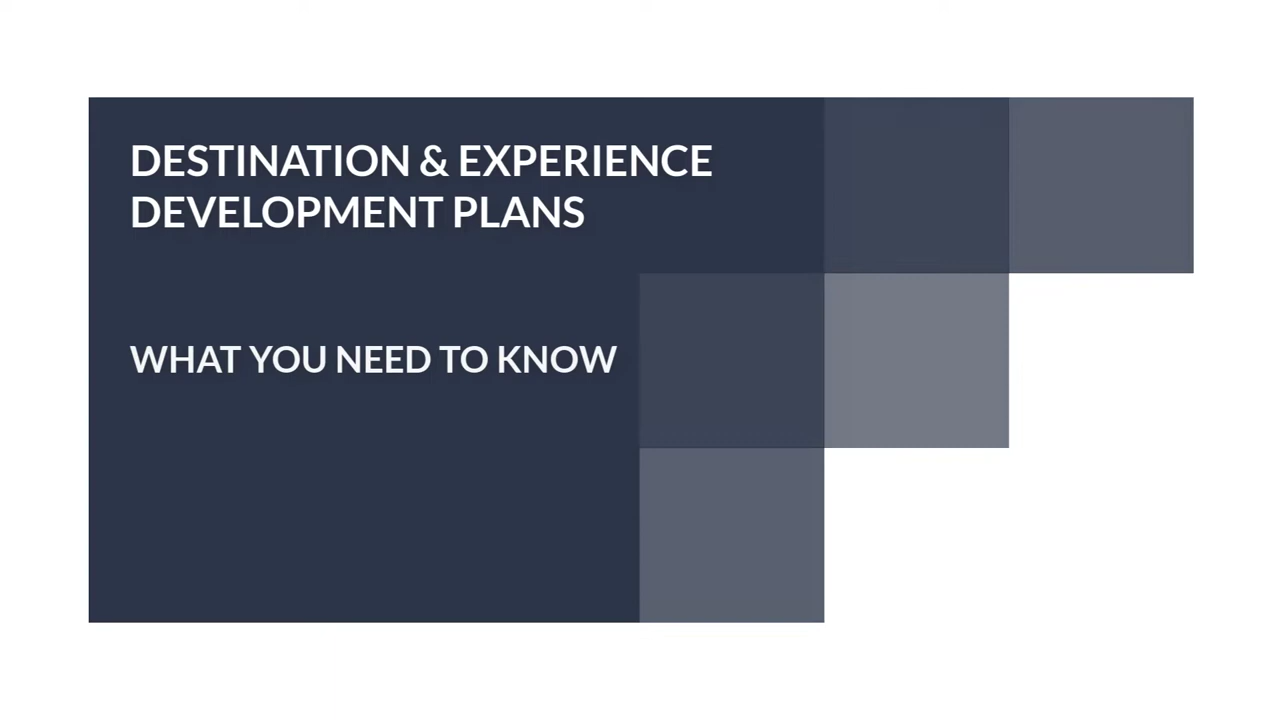 DESTINATION & EXPERIENCE
DEVELOPMENT PLANS
WHAT YOU NEED TO KNOW